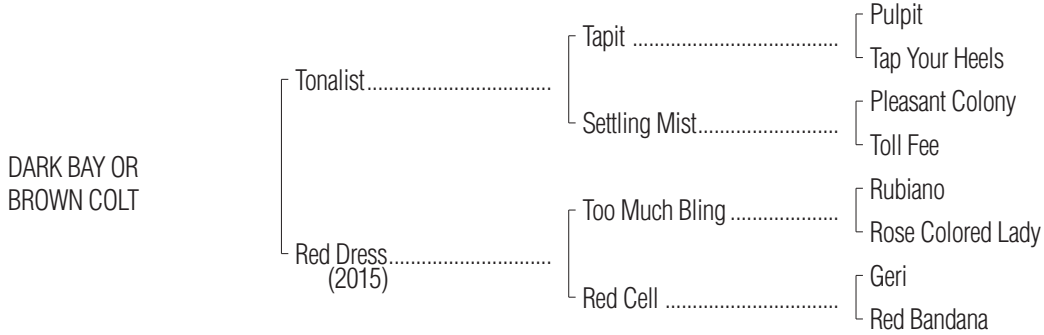 Pulpit
Tapit ......................................
Tap Your Heels
Tonalist..................................
Pleasant Colony
Settling Mist..........................
Toll Fee
DARK BAY OR
BROWN COLT
Rubiano
Too Much Bling .....................
Rose Colored Lady
Red Dress..............................
(2015)
Geri
Red Cell ................................
Red Bandana